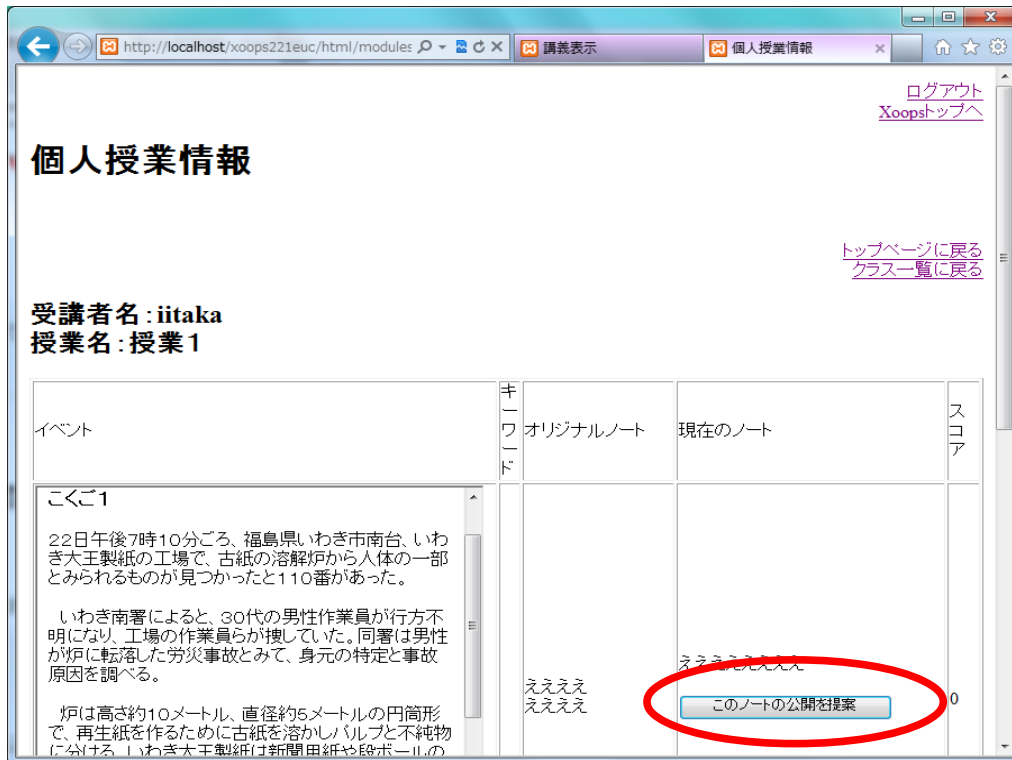 http://localhost/xoops221euc/html/modules
講義表示
個人授業情報
ログアウト
Xoopsトップへ
個人授業情報
トップページに戻る
クラス一覧に戻る
受講者名:iitaka
授業名:授業1
イベント
キーワード
オリジナルノート
現在のノート
スコア
こくご1
22日午後7時10分ごろ、福島県いわき市南台、いわ
き大王製紙の工場で、古紙の溶解炉から人体の一部
とみられるものが見つかったと110番があった。
いわき南署によると、30代の男性作業員が行方不
明になり、工場の作業員らが捜していた。同署は男性
が炉に転落した労災事故とみて、身元の特定と事故
原因を調べる。
炉は高さ約10メートル、直径約5メートルの円筒形
で、再生紙を作るために古紙を溶かしパルプと不純物
に分ける。いわき大王製紙は新聞用紙や段ボールの
ええええ
ええええ
ええええええええ
このノートの公開を提案
0